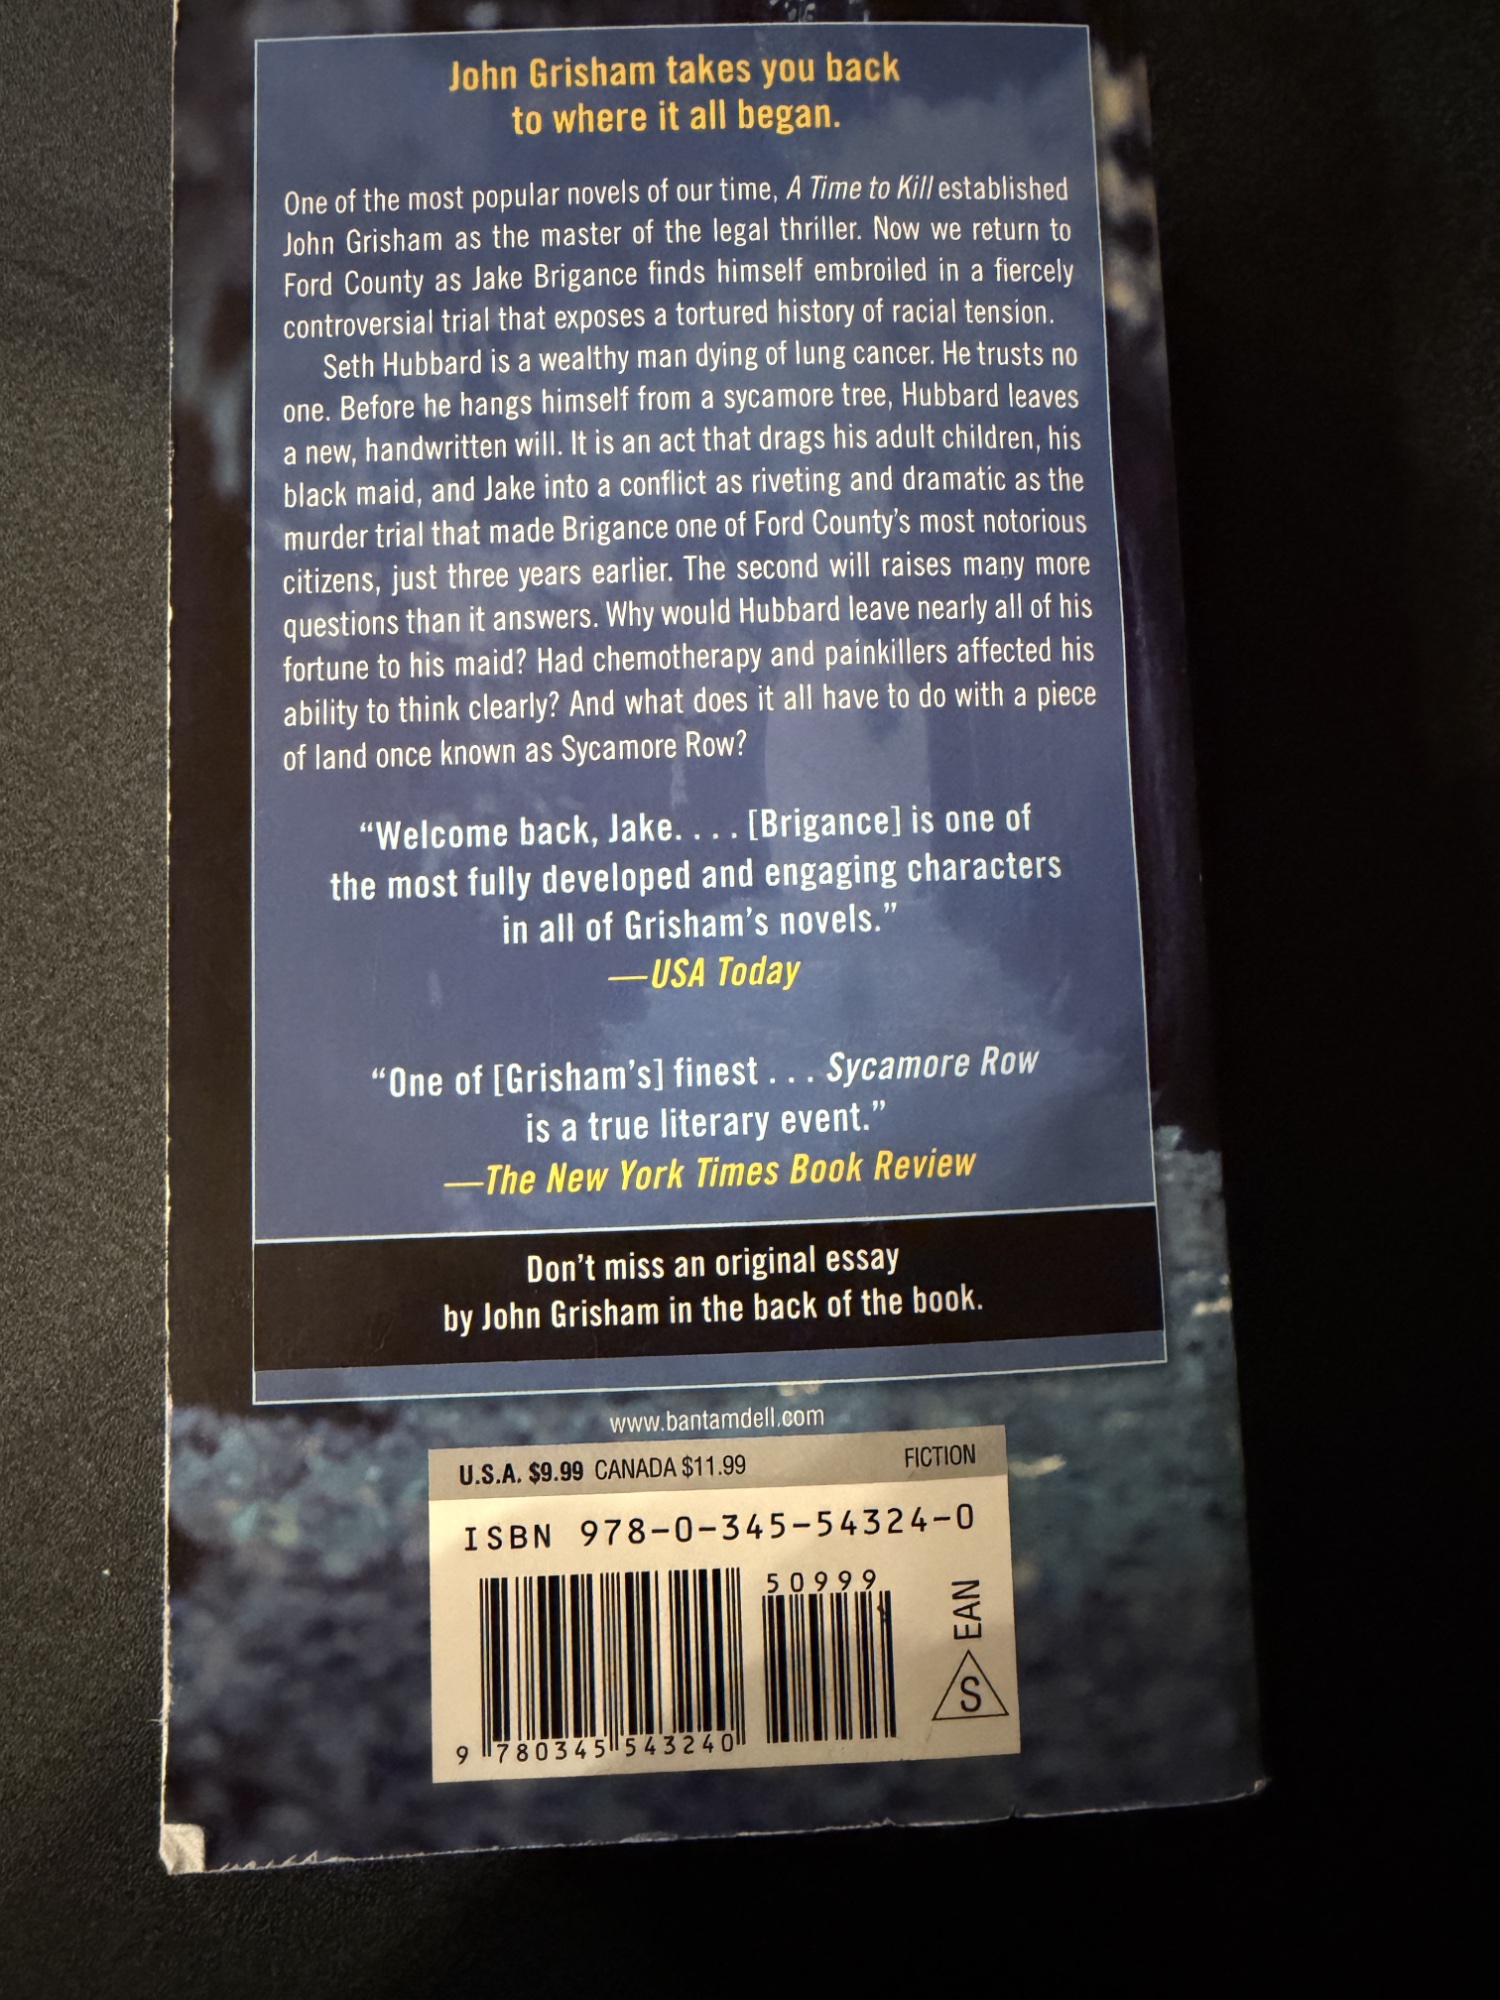 John Grisham takes you back
to where it all began.
One of the most popular novels of our time, A Time to Kill established
John Grisham as the master of the legal thriller. Now we return to
Ford County as Jake Brigance finds himself embroiled in a fiercely
controversial trial that exposes a tortured history of racial tension.
Seth Hubbard is a wealthy man dying of lung cancer. He trusts no
one. Before he hangs himself from a sycamore tree, Hubbard leaves
a new, handwritten will. It is an act that drags his adult children, his
black maid, and Jake into a conflict as riveting and dramatic as the
murder trial that made Brigance one of Ford County’s most notorious
citizens, just three years earlier. The second will raises many more
questions than it answers. Why would Hubbard leave nearly all of his
fortune to his maid? Had chemotherapy and painkillers affected his
ability to think clearly? And what does it all have to do with a piece
of land once known as Sycamore Row?
“Welcome back, Jake. . . . [Brigance] is one of
the most fully developed and engaging characters
in all of Grisham’s novels.”
—USA Today
“One of [Grisham’s] finest . . . Sycamore Row
is a true literary event.”
—The New York Times Book Review
Don’t miss an original essay
by John Grisham in the back of the book.
www.bantamdell.com
U.S.A. $9.99 CANADA $11.99 FICTION
ISBN 978-0-345-54324-0
50999
EAN
S
9 780345 543240